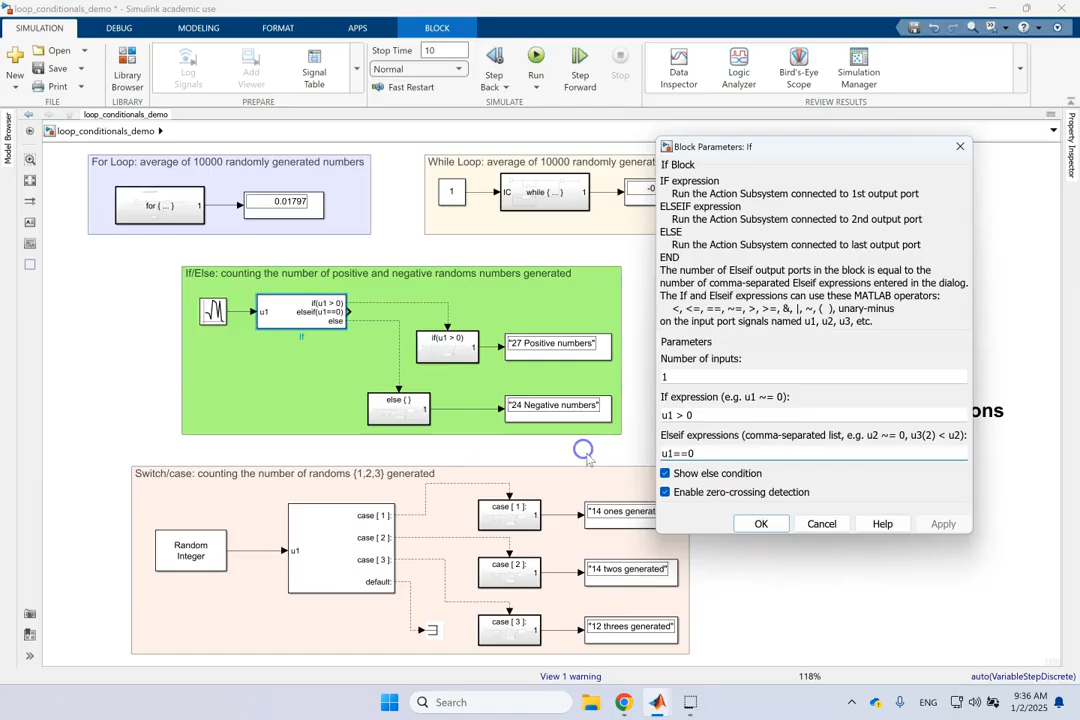 loop_conditionals_demo * - Simulink academic use
SIMULATION
DEBUG
MODELING
FORMAT
APPS
BLOCK
New
Open
Save
Print
FILE
Library
Browser
LIBRARY
Log
Signals
Add
Viewer
Signal
Table
PREPARE
Stop Time 10
Normal
Fast Restart
Step
Back
Run
Step
Forward
Stop
SIMULATE
Data
Inspector
Logic
Analyzer
Bird's-Eye
Scope
Simulation
Manager
REVIEW RESULTS
Model Browser
loop_conditionals_demo
loop_conditionals_demo
Property Inspector
For Loop: average of 10000 randomly generated numbers
for { ... } 1
0.01797
While Loop: average of 10000 randomly generat
1
IC while { ... } 1
-0
If/Else: counting the number of positive and negative randoms numbers generated
u1
if(u1 > 0)
elseif(u1==0)
else
If
if(u1 > 0)
1
"27 Positive numbers"
else { }
1
"24 Negative numbers"
ons
Switch/case: counting the number of randoms {1,2,3} generated
Random
Integer
u1
case [ 1 ]:
case [ 2 ]:
case [ 3 ]:
default:
case [ 1 ]:
1
"14 ones generat
case [ 2 ]:
1
"14 twos generated"
case [ 3 ]:
1
"12 threes generated"
Block Parameters: If
If Block
IF expression
Run the Action Subsystem connected to 1st output port
ELSEIF expression
Run the Action Subsystem connected to 2nd output port
ELSE
Run the Action Subsystem connected to last output port
END
The number of Elseif output ports in the block is equal to the
number of comma-separated Elseif expressions entered in the dialog.
The If and Elseif expressions can use these MATLAB operators:
<, <=, ==, ~=, >, >=, &, |, ~, ( ), unary-minus
on the input port signals named u1, u2, u3, etc.
Parameters
Number of inputs:
1
If expression (e.g. u1 ~= 0):
u1 > 0
Elseif expressions (comma-separated list, e.g. u2 ~= 0, u3(2) < u2):
u1==0
Show else condition
Enable zero-crossing detection
OK
Cancel
Help
Apply
View 1 warning
118%
auto(VariableStepDiscrete)
Search
ENG
9:36 AM
1/2/2025